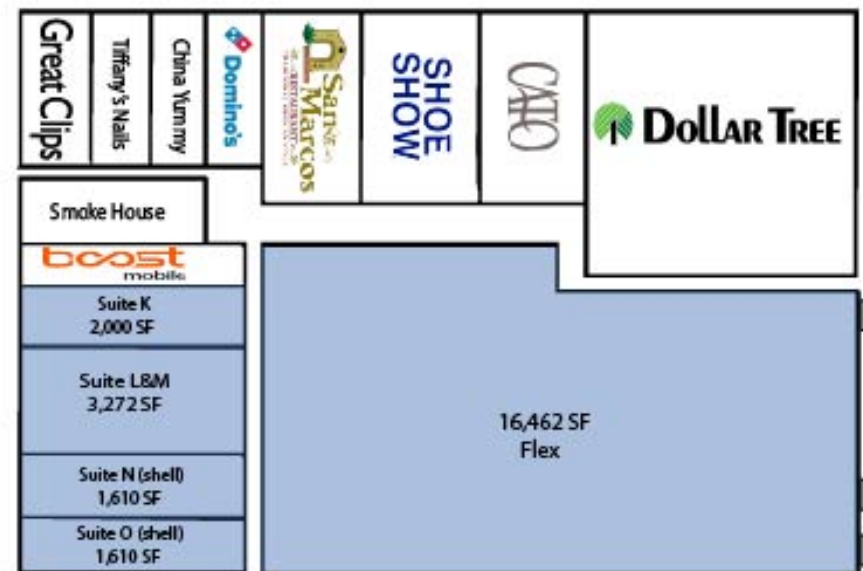 Great Clips
Tiffany's Nails
China Yummy
Domino's
San
Marcos
RESTAURANT
SHOE
SHOW
CATO
DOLLAR TREE
Smoke House
boost
mobile
Suite K
2,000 SF
Suite L&M
3,272 SF
Suite N (shell)
1,610 SF
Suite O (shell)
1,610 SF
16,462 SF
Flex